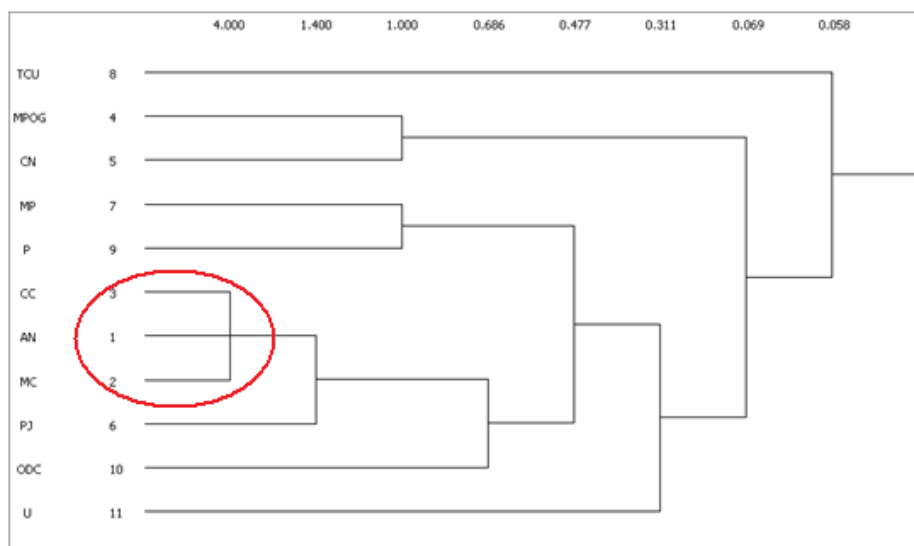 4.000 1.400 1.000 0.686 0.477 0.311 0.069 0.058
TCU 8
MPOG 4
CN 5
MP 7
P 9
CC 3
AN 1
MC 2
PJ 6
ODC 10
U 11